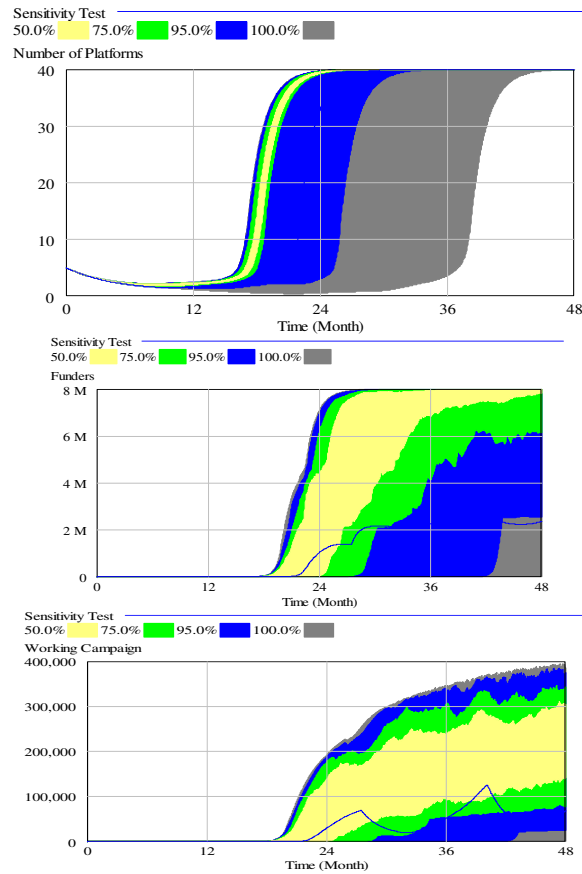 Sensitivity Test
50.0% 75.0% 95.0% 100.0%
Number of Platforms
40
30
20
10
0
0 12 24 36 48
Time (Month)
Sensitivity Test
50.0% 75.0% 95.0% 100.0%
Funders
8 M
6 M
4 M
2 M
0
0 12 24 36 48
Time (Month)
Sensitivity Test
50.0% 75.0% 95.0% 100.0%
Working Campaign
400,000
300,000
200,000
100,000
0
0 12 24 36 48
Time (Month)